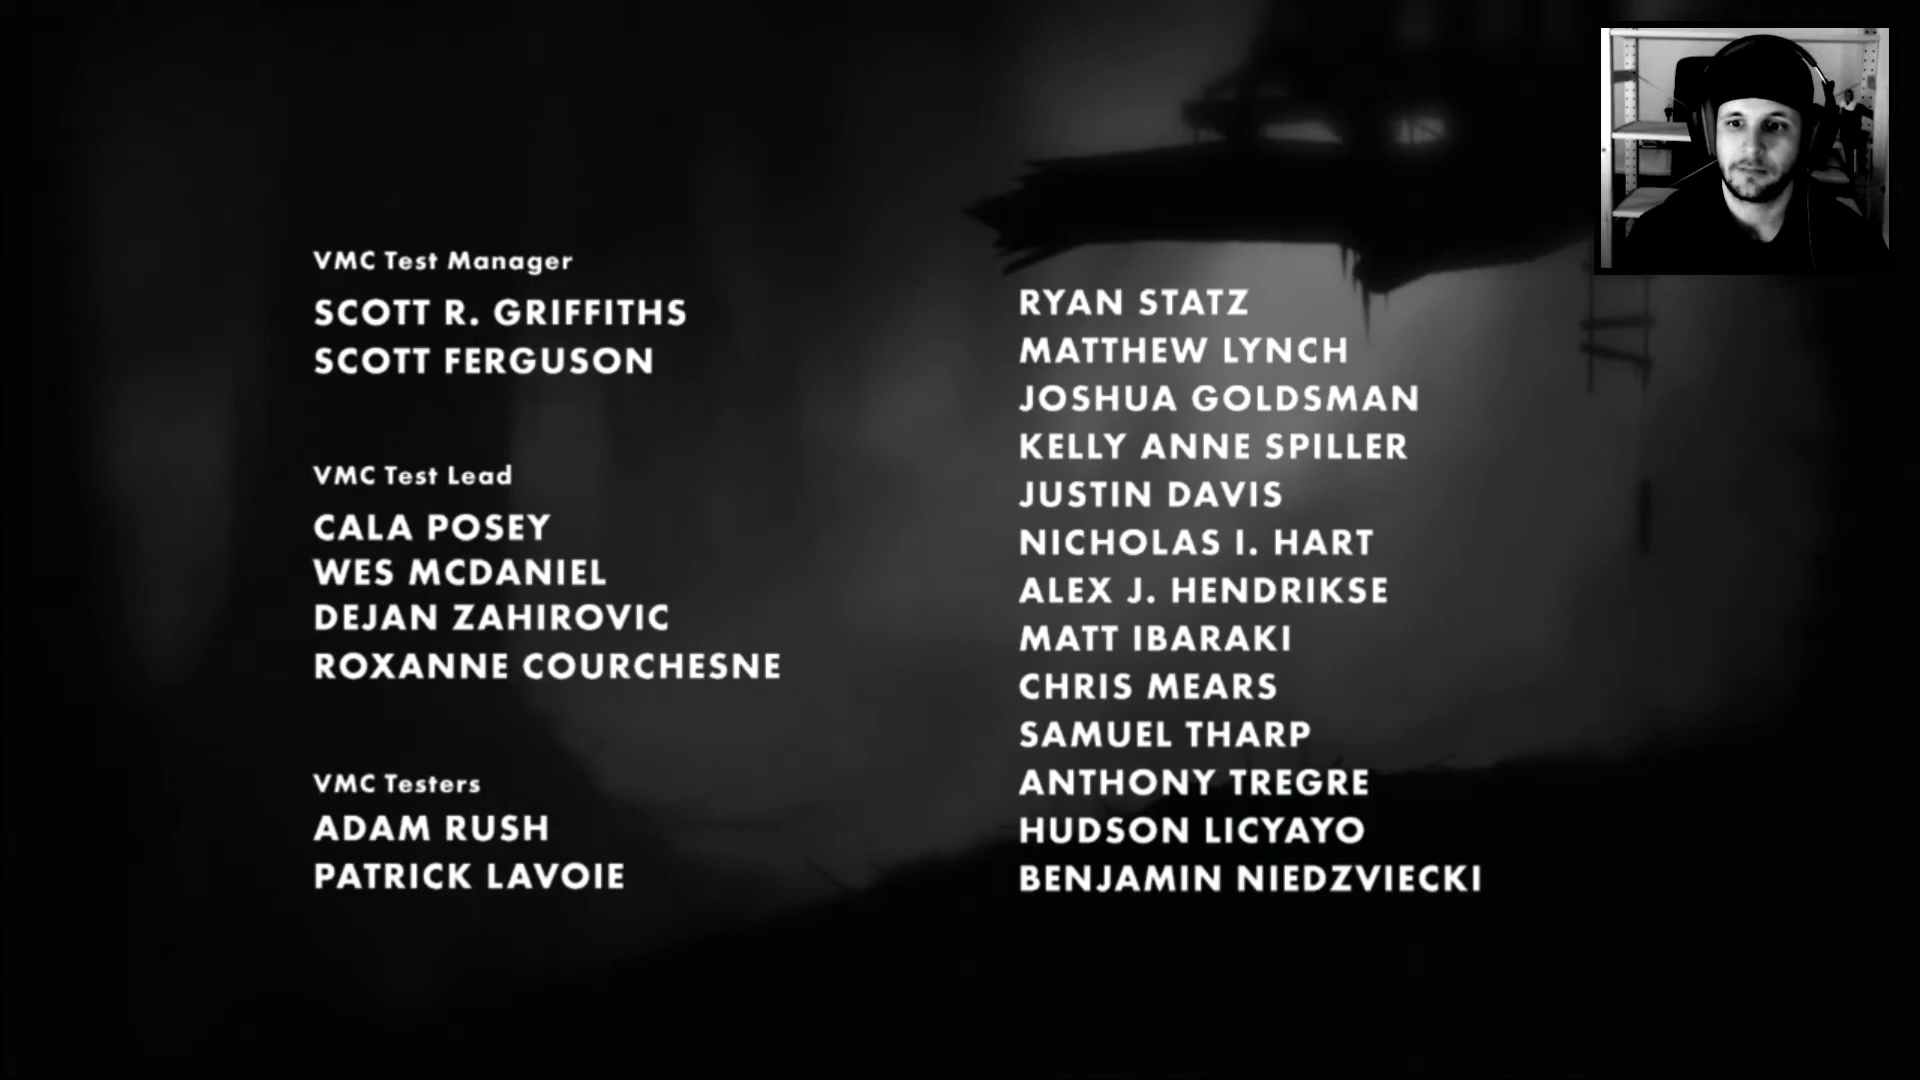 VMC Test Manager
SCOTT R. GRIFFITHS
SCOTT FERGUSON
VMC Test Lead
CALA POSEY
WES MCDANIEL
DEJAN ZAHIROVIC
ROXANNE COURCHESNE
VMC Testers
ADAM RUSH
PATRICK LAVOIE
RYAN STATZ
MATTHEW LYNCH
JOSHUA GOLDSMAN
KELLY ANNE SPILLER
JUSTIN DAVIS
NICHOLAS I. HART
ALEX J. HENDRIKSE
MATT IBARAKI
CHRIS MEARS
SAMUEL THARP
ANTHONY TREGRE
HUDSON LICYAYO
BENJAMIN NIEDZVIECKI